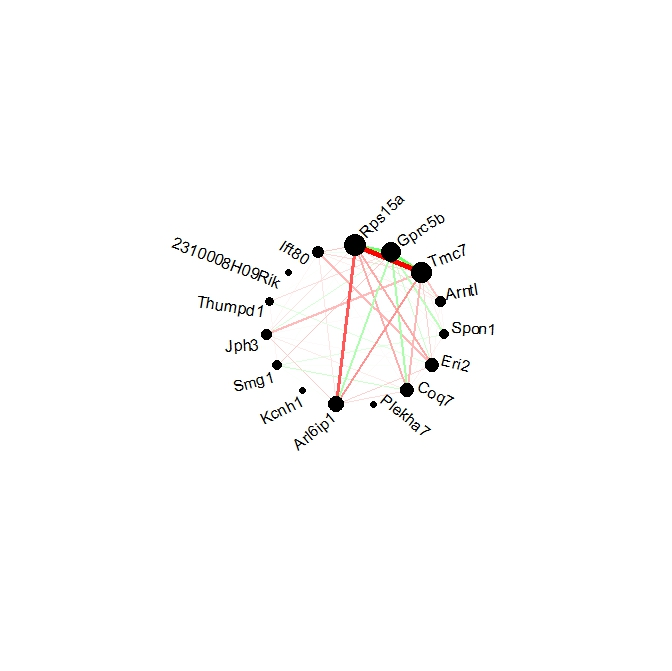 Rps15a
Gprc5b
Ift80
Tmc7
2310008H09Rik
Arntl
Thumpd1
Spon1
Jph3
Eri2
Smg1
Coq7
Kcnh1
Plekha7
Arl6ip1